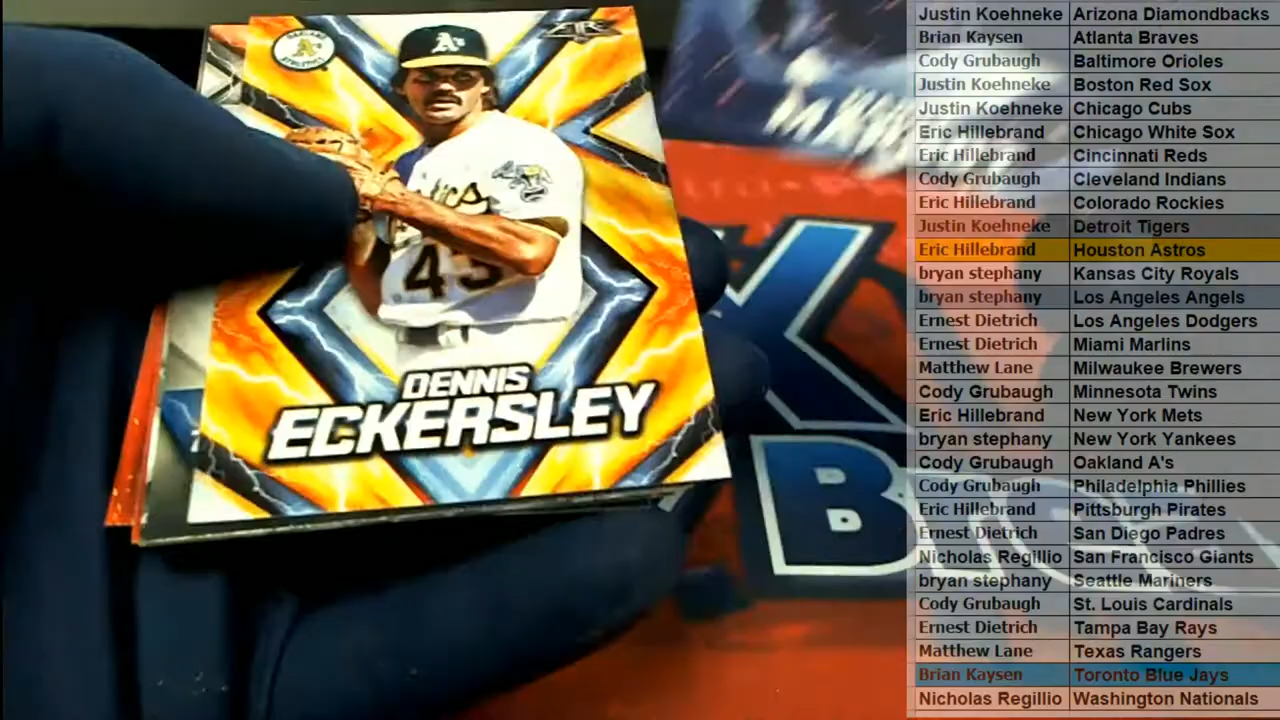 OAKLAND
A's
ATHLETICS
FIRE
A's
43
DENNIS
ECKERSLEY
B
Justin Koehneke Arizona Diamondbacks
Brian Kaysen Atlanta Braves
Cody Grubaugh Baltimore Orioles
Justin Koehneke Boston Red Sox
Justin Koehneke Chicago Cubs
Eric Hillebrand Chicago White Sox
Eric Hillebrand Cincinnati Reds
Cody Grubaugh Cleveland Indians
Eric Hillebrand Colorado Rockies
Justin Koehneke Detroit Tigers
Eric Hillebrand Houston Astros
bryan stephany Kansas City Royals
bryan stephany Los Angeles Angels
Ernest Dietrich Los Angeles Dodgers
Ernest Dietrich Miami Marlins
Matthew Lane Milwaukee Brewers
Cody Grubaugh Minnesota Twins
Eric Hillebrand New York Mets
bryan stephany New York Yankees
Cody Grubaugh Oakland A's
Cody Grubaugh Philadelphia Phillies
Eric Hillebrand Pittsburgh Pirates
Ernest Dietrich San Diego Padres
Nicholas Regillio San Francisco Giants
bryan stephany Seattle Mariners
Cody Grubaugh St. Louis Cardinals
Ernest Dietrich Tampa Bay Rays
Matthew Lane Texas Rangers
Brian Kaysen Toronto Blue Jays
Nicholas Regillio Washington Nationals